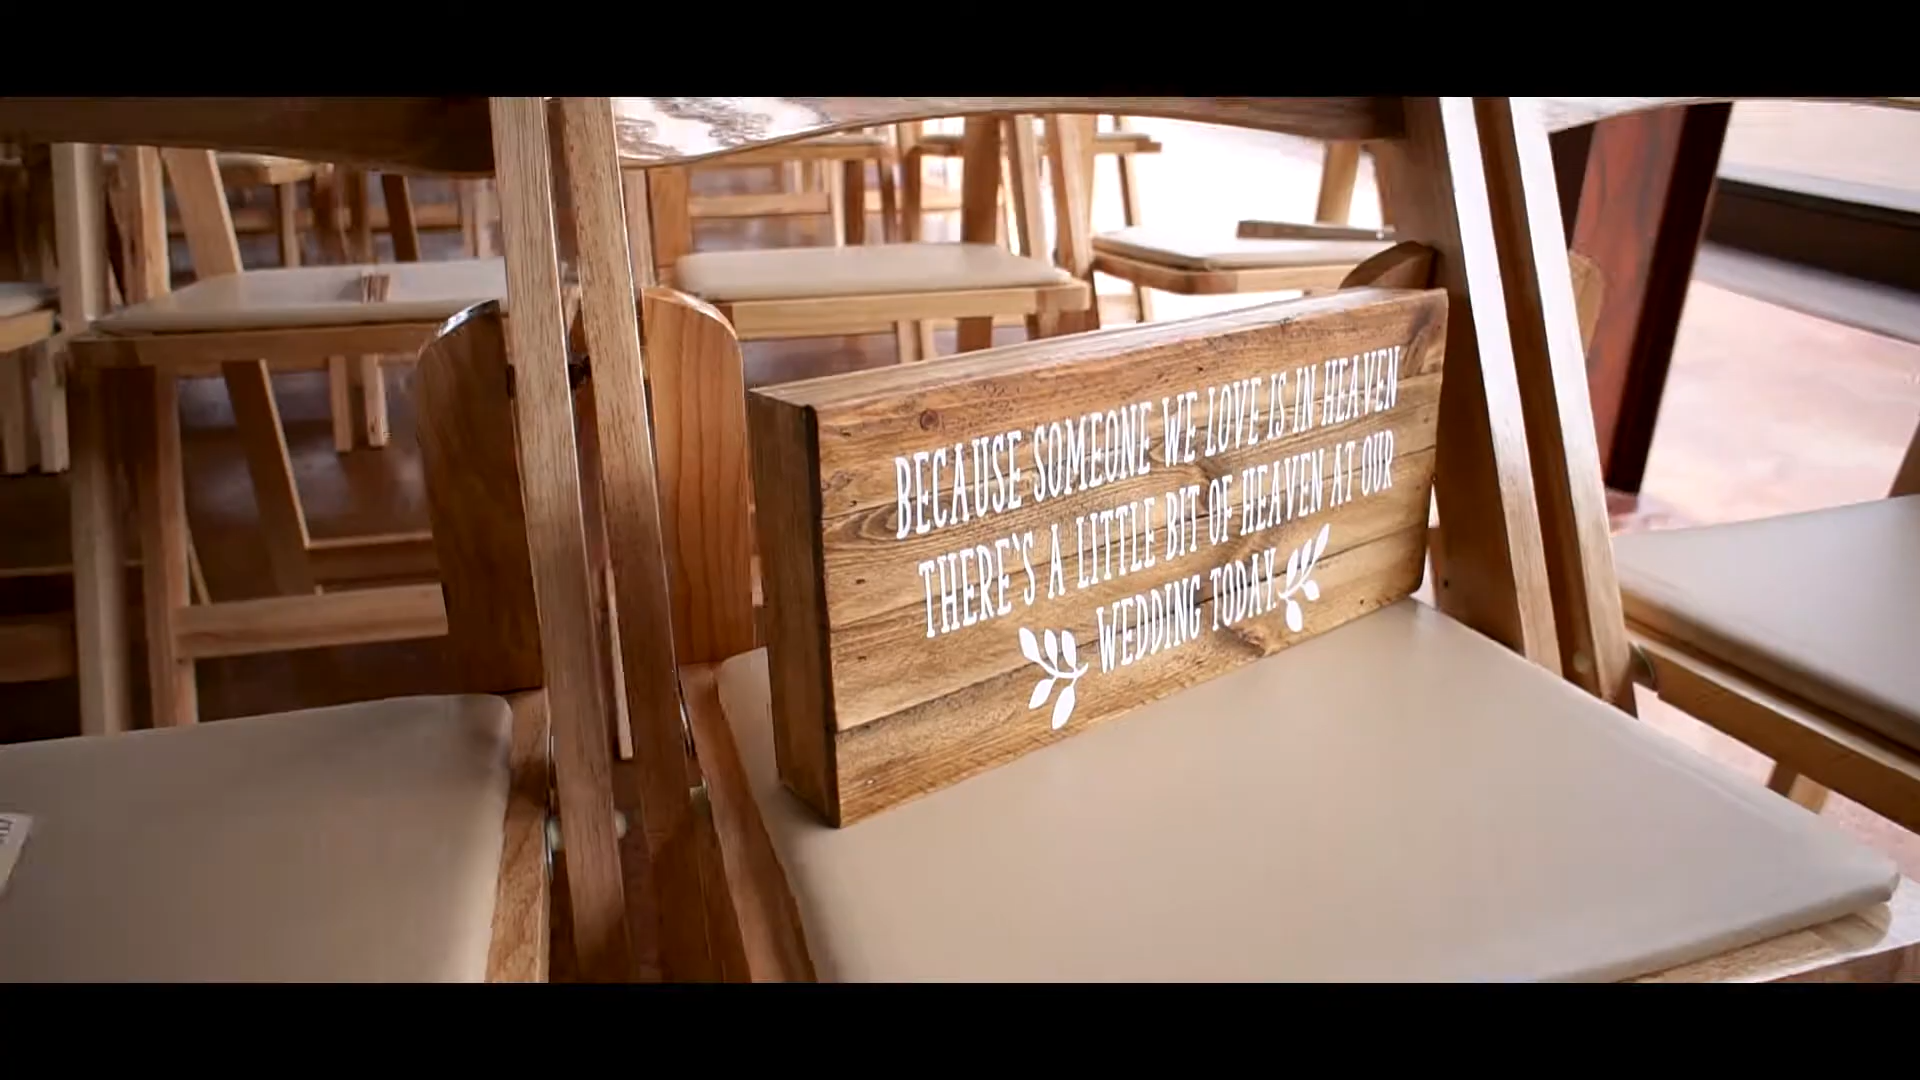 BECAUSE SOMEONE WE LOVE IS IN HEAVEN
THERE'S A LITTLE BIT OF HEAVEN AT OUR
WEDDING TODAY.